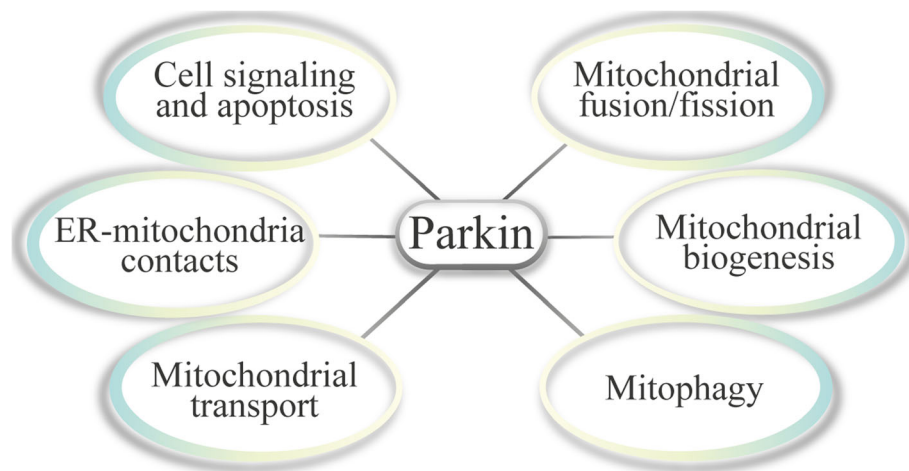 Cell signaling
and apoptosis
Mitochondrial
fusion/fission
ER-mitochondria
contacts
Parkin
Mitochondrial
biogenesis
Mitochondrial
transport
Mitophagy